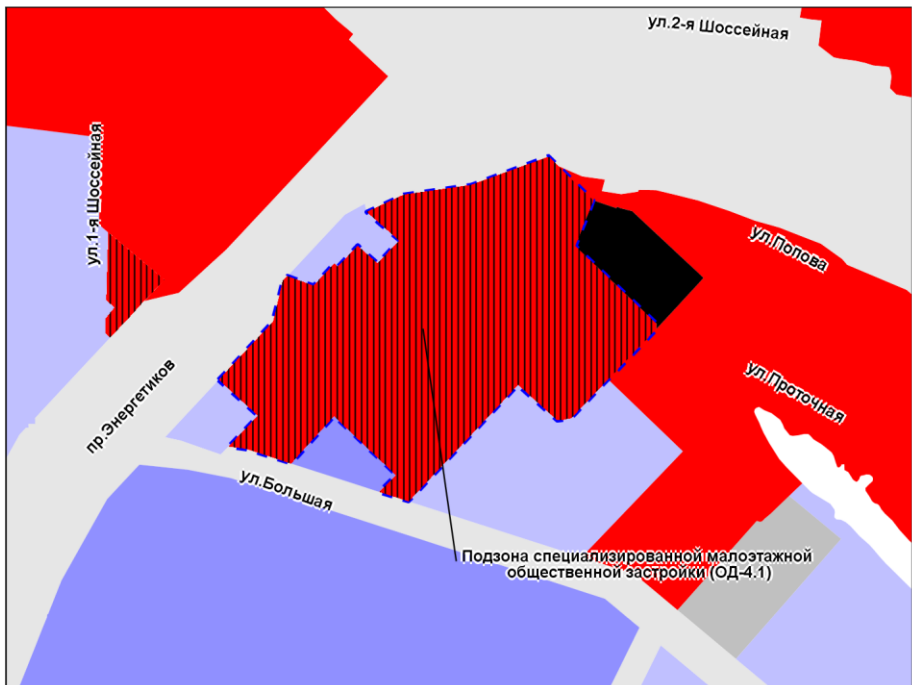 ул.2-я Шоссейная
ул.1-я Шоссейная
ул.Попова
пр.Энергетиков
ул.Проточная
ул.Большая
Подзона специализированной малоэтажной
общественной застройки (ОД-4.1)